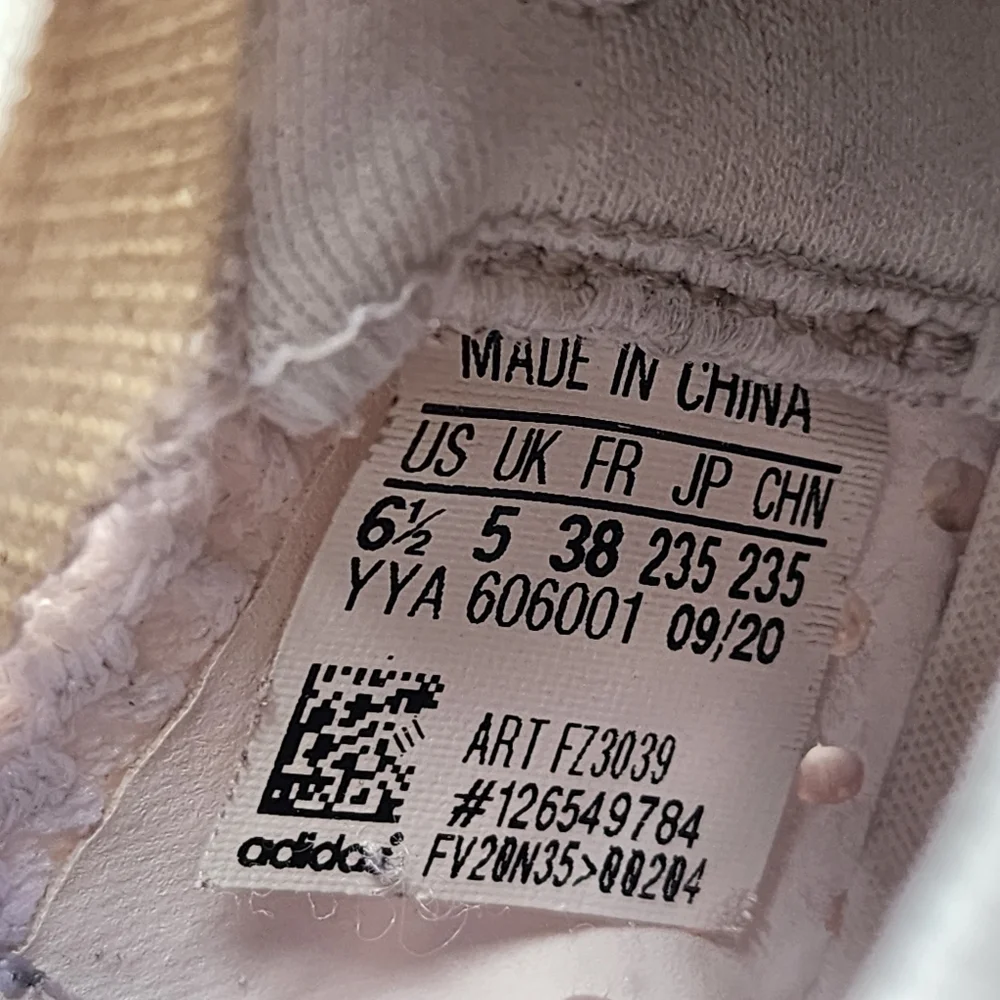 MADE IN CHINA
US UK FR JP CHN
6½ 5 38 235 235
YYA 606001 09/20
ART FZ3039
#126549784
adidas FV20N35>00204